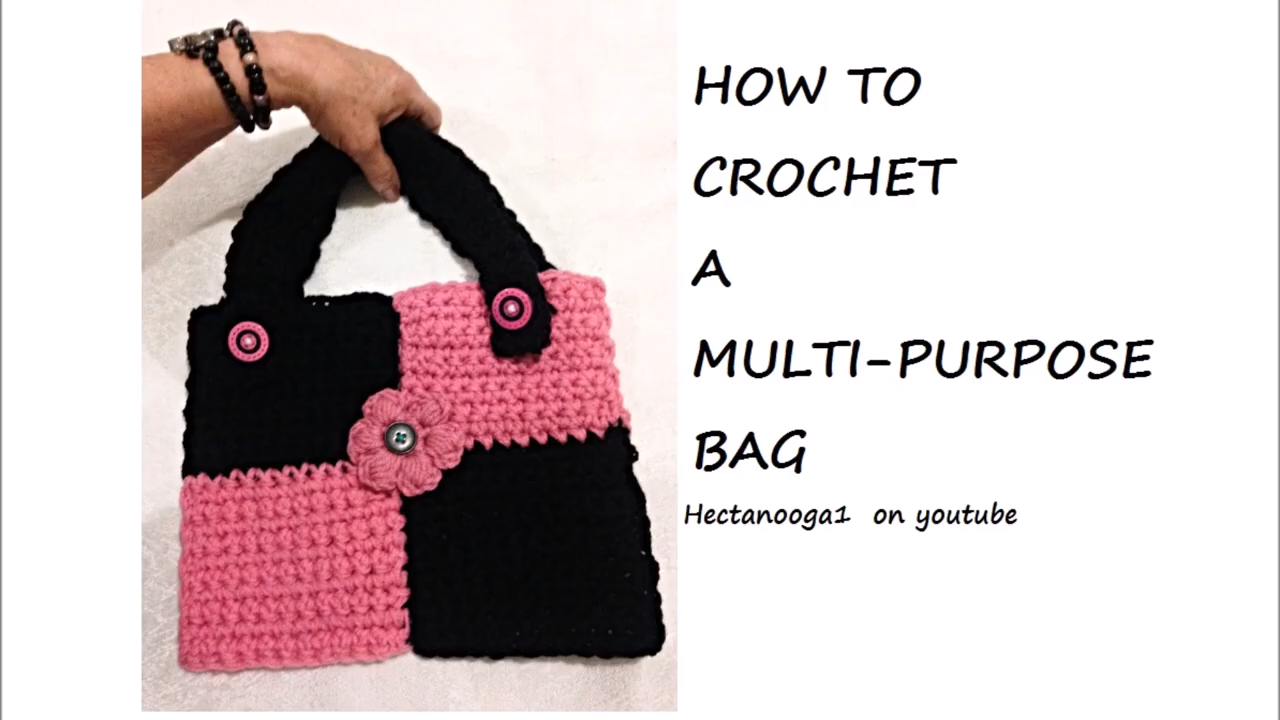 HOW TO
CROCHET
A
MULTI-PURPOSE
BAG
Hectanooga1 on youtube